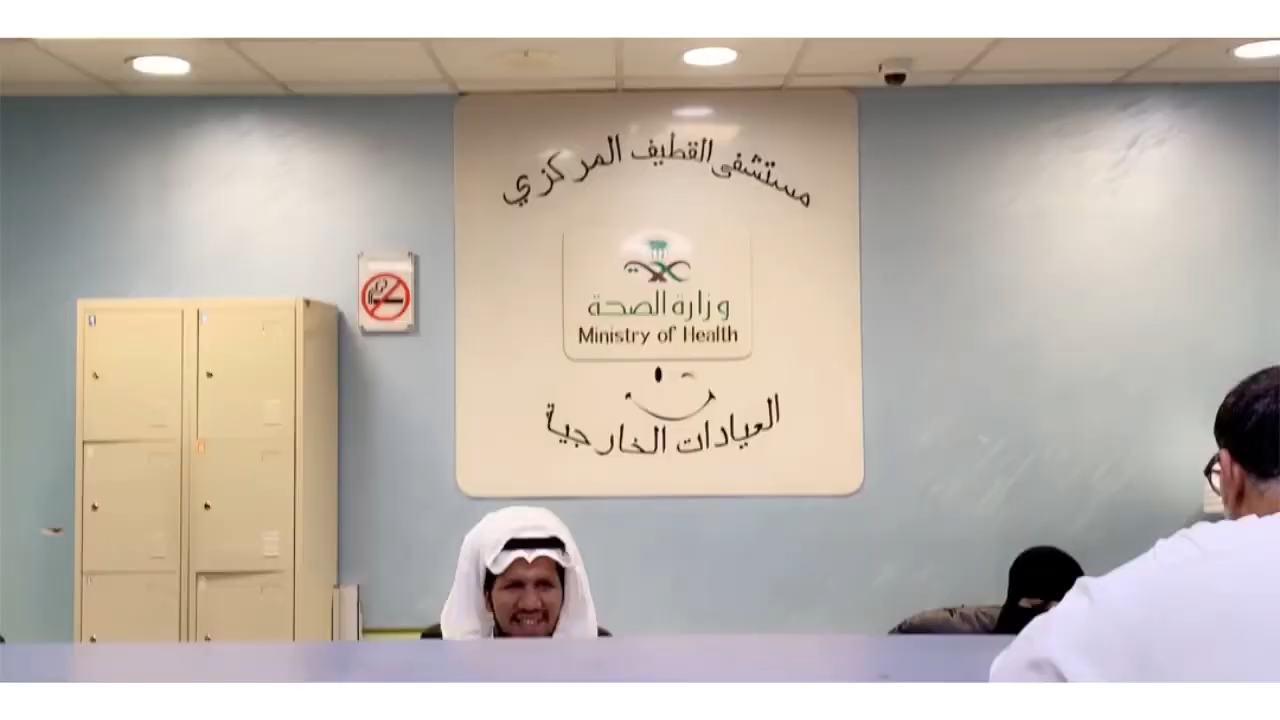 مستشفى القطيف المركزي
وزارة الصحة
Ministry of Health
العيادات الخارجية